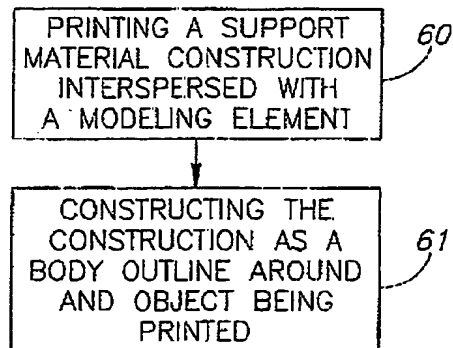 PRINTING A SUPPORT
MATERIAL CONSTRUCTION
INTERSPERSED WITH
A MODELING ELEMENT
60
CONSTRUCTING THE
CONSTRUCTION AS A
BODY OUTLINE AROUND
AND OBJECT BEING
PRINTED
61